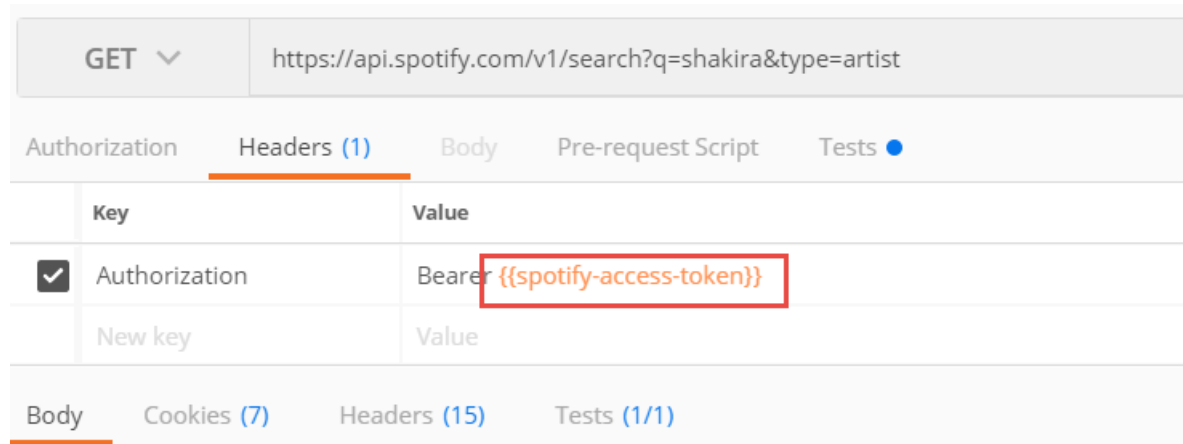 GET https://api.spotify.com/v1/search?q=shakira&type=artist
Authorization Headers (1) Body Pre-request Script Tests
Key Value
Authorization Bearer {{spotify-access-token}}
New key Value
Body Cookies (7) Headers (15) Tests (1/1)